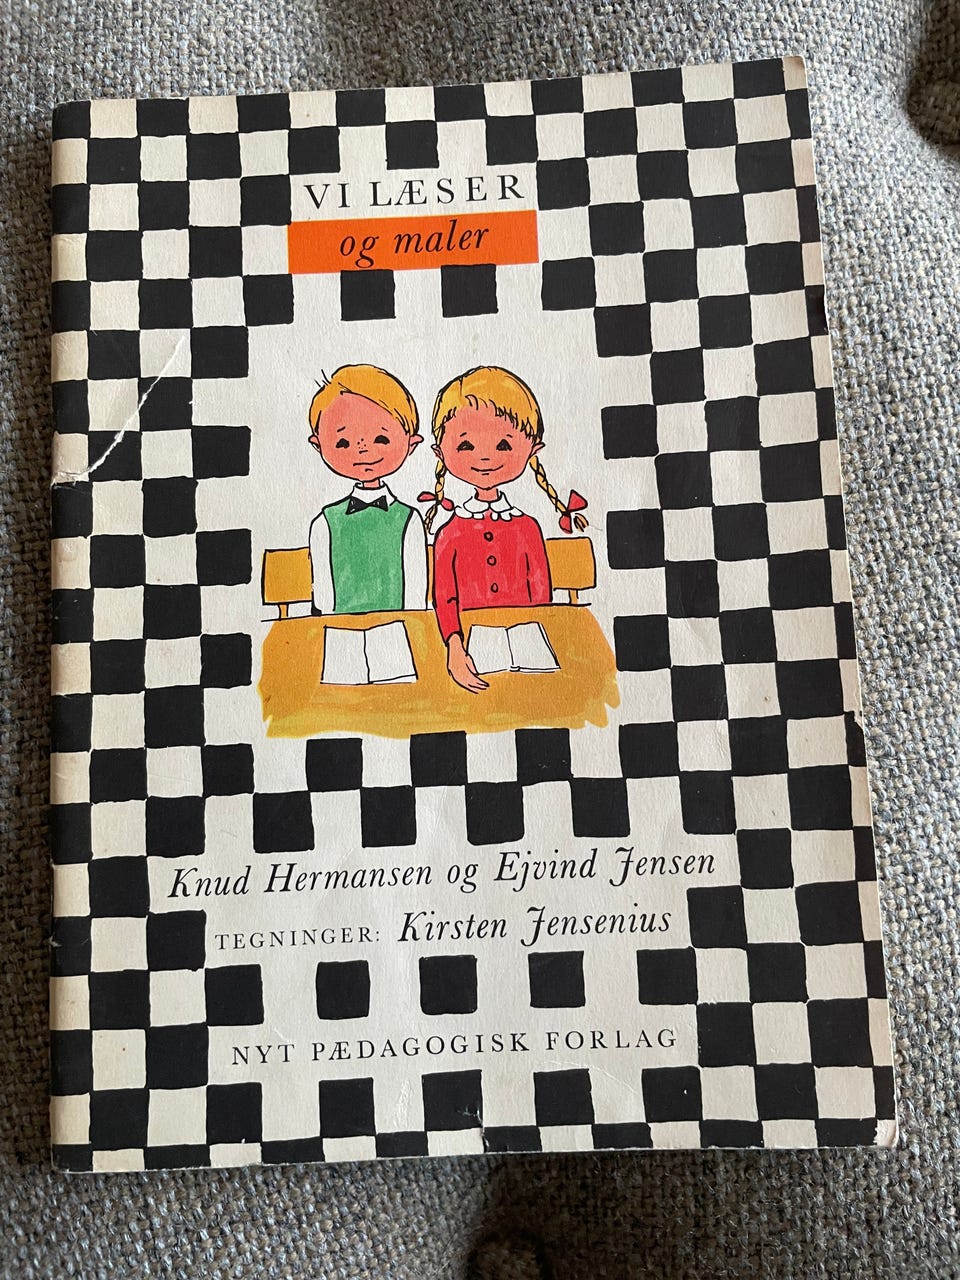 VI LÆSER
og maler
Knud Hermansen og Ejvind Jensen
TEGNINGER: Kirsten Jensenius
NYT PÆDAGOGISK FORLAG